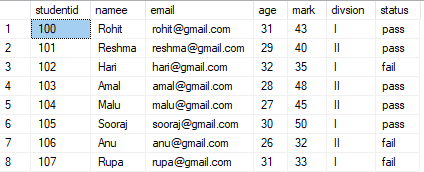 studentid namee email age mark divsion status
1 100 Rohit rohit@gmail.com 31 43 I pass
2 101 Reshma reshma@gmail.com 29 40 II pass
3 102 Hari hari@gmail.com 32 35 I fail
4 103 Amal amal@gmail.com 28 48 II pass
5 104 Malu malu@gmail.com 27 45 II pass
6 105 Sooraj sooraj@gmail.com 30 50 I pass
7 106 Anu anu@gmail.com 26 32 II fail
8 107 Rupa rupa@gmail.com 31 33 I fail